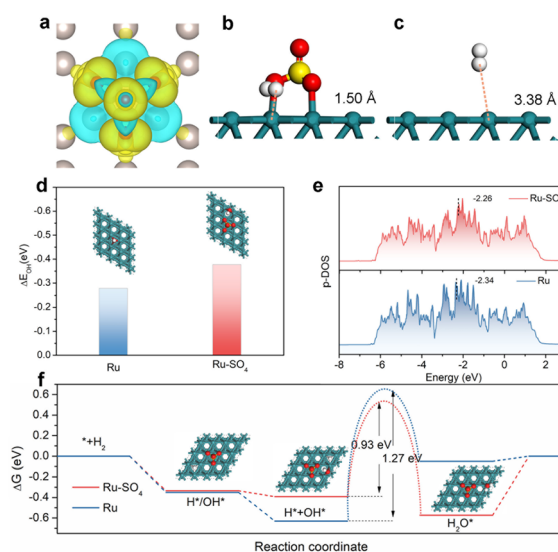 a
b
c
1.50 Å
3.38 Å
d
ΔE_OH(eV)
-0.6
-0.5
-0.4
-0.3
-0.2
-0.1
0.0
Ru
Ru-SO₄
e
p-DOS
-2.26
Ru-SO₄
-2.34
Ru
-8 -6 -4 -2 0 2
Energy (eV)
f
ΔG (eV)
0.6
0.4
0.2
0.0
-0.2
-0.4
-0.6
*+H₂
Ru-SO₄
Ru
H*/OH*
H*+OH*
0.93 eV
1.27 eV
H₂O*
Reaction coordinate